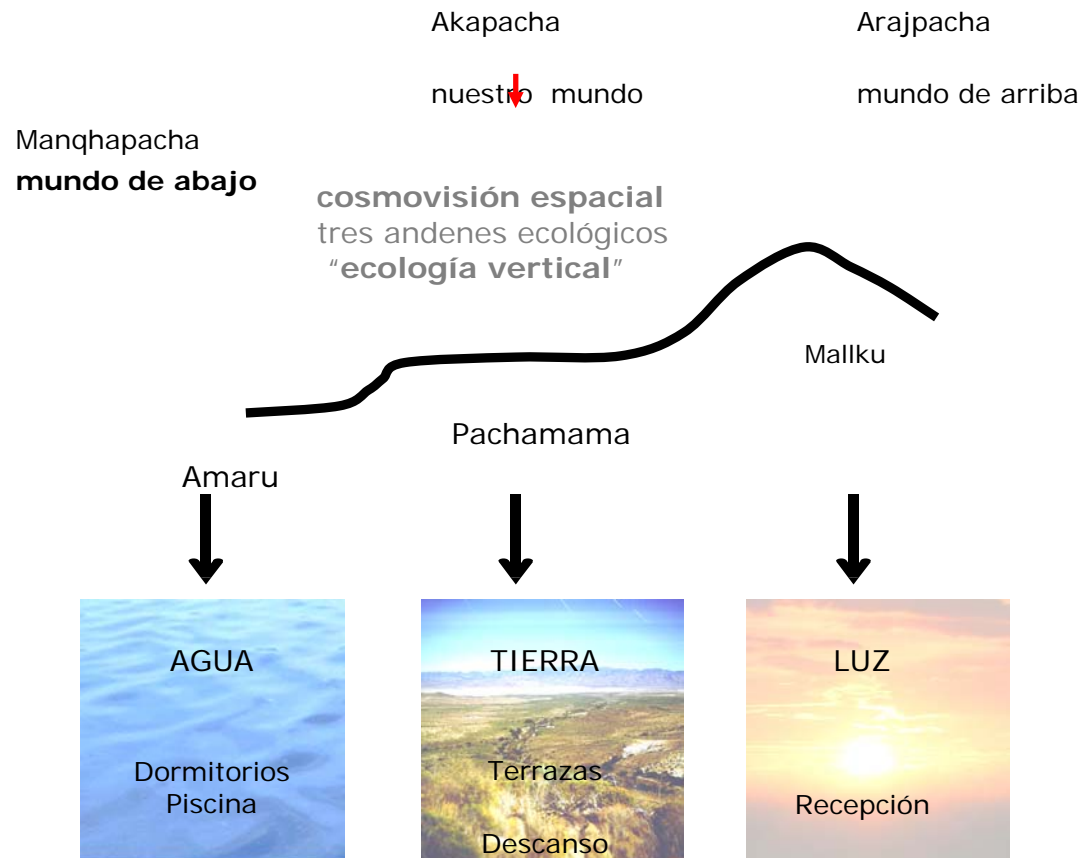 Akapacha
Arajpacha
nuestro mundo
mundo de arriba
Manqhapacha
mundo de abajo
cosmovisión espacial
tres andenes ecológicos
“ecología vertical”
Mallku
Pachamama
Amaru
AGUA
Dormitorios
Piscina
TIERRA
Terrazas
Descanso
LUZ
Recepción